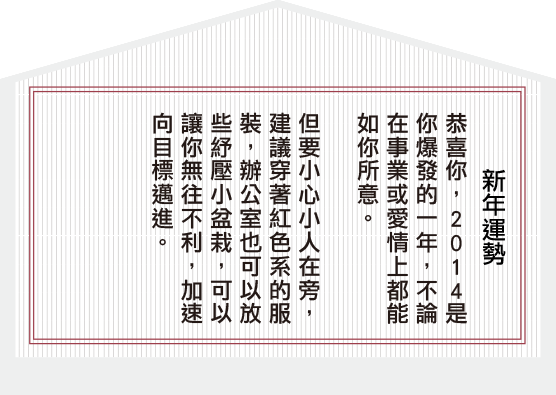 新年運勢
恭喜你，2014是
你爆發的一年，不論
在事業或愛情上都能
如你所意。
但要小心小人在旁，
建議穿著紅色系的服
裝，辦公室也可以放
些紓壓小盆栽，可以
讓你無往不利，加速
向目標邁進。